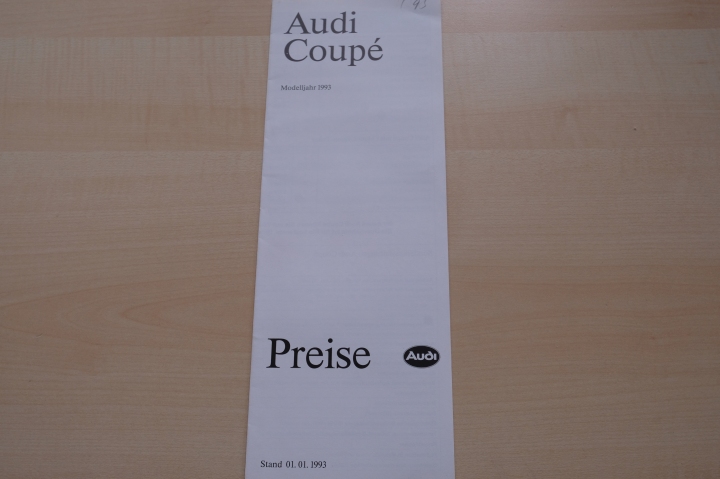 Audi
Coupé
Modelljahr 1993
Preise
Audi
Stand 01. 01. 1993